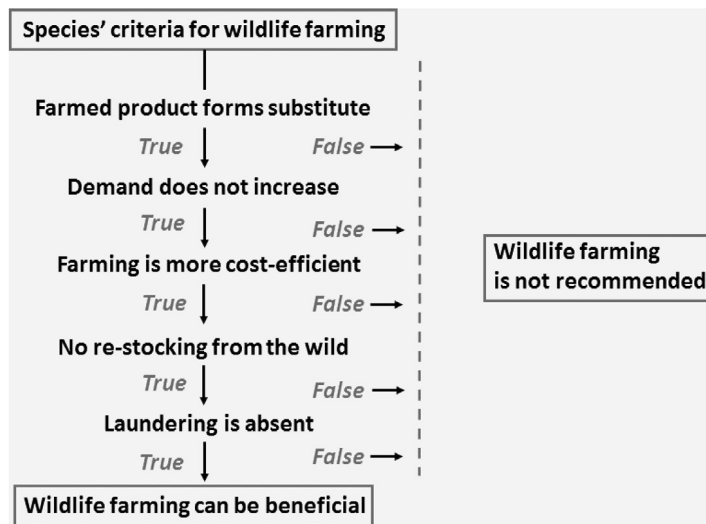 Species' criteria for wildlife farming
Farmed product forms substitute
True False
Demand does not increase
True False
Farming is more cost-efficient
True False
No re-stocking from the wild
True False
Laundering is absent
True False
Wildlife farming can be beneficial
Wildlife farming
is not recommended